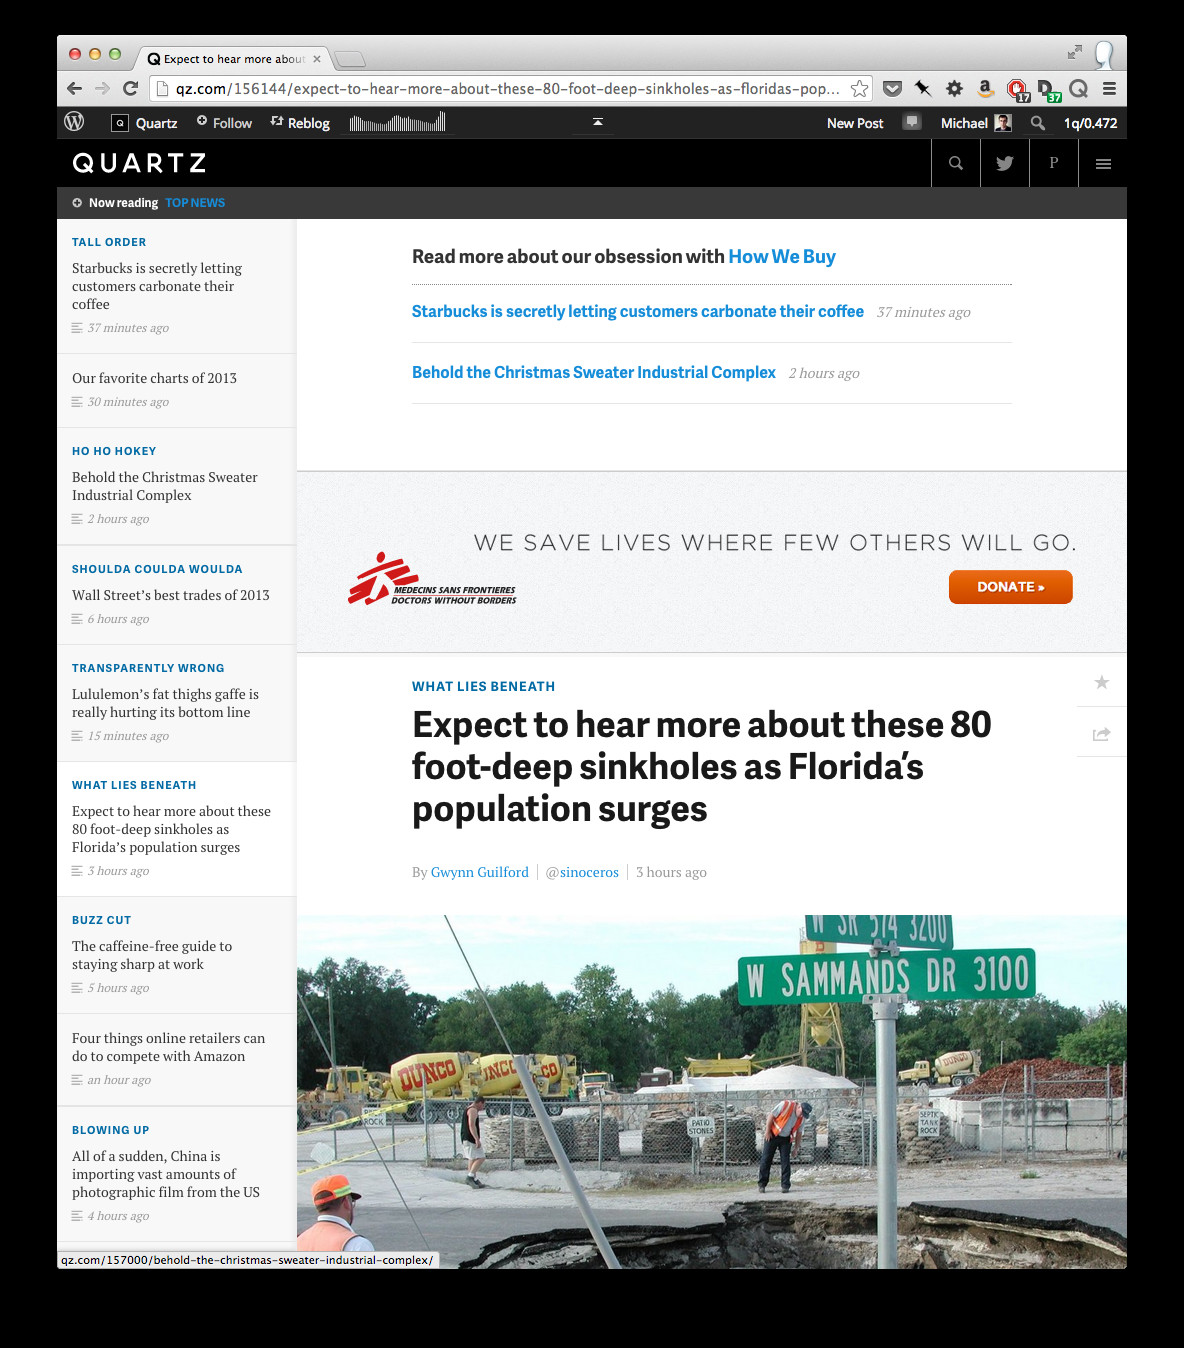 Expect to hear more about
qz.com/156144/expect-to-hear-more-about-these-80-foot-deep-sinkholes-as-floridas-pop...
17
37
Quartz
Follow
Reblog
New Post
Michael
1q/0.472
QUARTZ
P
Now reading TOP NEWS
TALL ORDER
Starbucks is secretly letting
customers carbonate their
coffee
37 minutes ago
Our favorite charts of 2013
30 minutes ago
HO HO HOKEY
Behold the Christmas Sweater
Industrial Complex
2 hours ago
SHOULDA COULDA WOULDA
Wall Street's best trades of 2013
6 hours ago
TRANSPARENTLY WRONG
Lululemon's fat thighs gaffe is
really hurting its bottom line
15 minutes ago
WHAT LIES BENEATH
Expect to hear more about these
80 foot-deep sinkholes as
Florida's population surges
3 hours ago
BUZZ CUT
The caffeine-free guide to
staying sharp at work
5 hours ago
Four things online retailers can
do to compete with Amazon
an hour ago
BLOWING UP
All of a sudden, China is
importing vast amounts of
photographic film from the US
4 hours ago
Read more about our obsession with How We Buy
Starbucks is secretly letting customers carbonate their coffee 37 minutes ago
Behold the Christmas Sweater Industrial Complex 2 hours ago
WE SAVE LIVES WHERE FEW OTHERS WILL GO.
MEDECINS SANS FRONTIERES
DOCTORS WITHOUT BORDERS
DONATE »
WHAT LIES BENEATH
Expect to hear more about these 80
foot-deep sinkholes as Florida's
population surges
By Gwynn Guilford @sinoceros 3 hours ago
W SR 574 3200
W SAMMANDS DR 3100
DUNCO
CO
DUNCO
ROCK
PATIO
STONES
SEPTIC
TANK
ROCK
qz.com/157000/behold-the-christmas-sweater-industrial-complex/